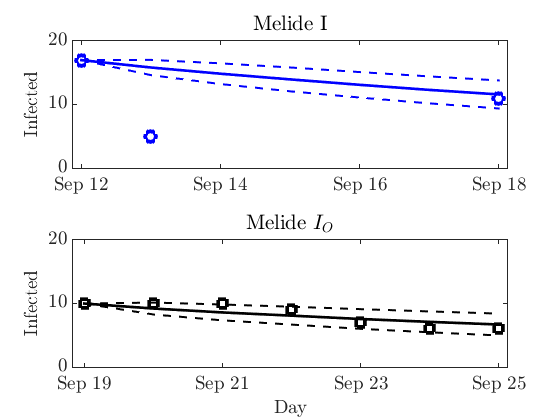 Melide I
20
10
0
Infected
Sep 12 Sep 14 Sep 16 Sep 18
Melide I_O
20
10
0
Infected
Sep 19 Sep 21 Sep 23 Sep 25
Day